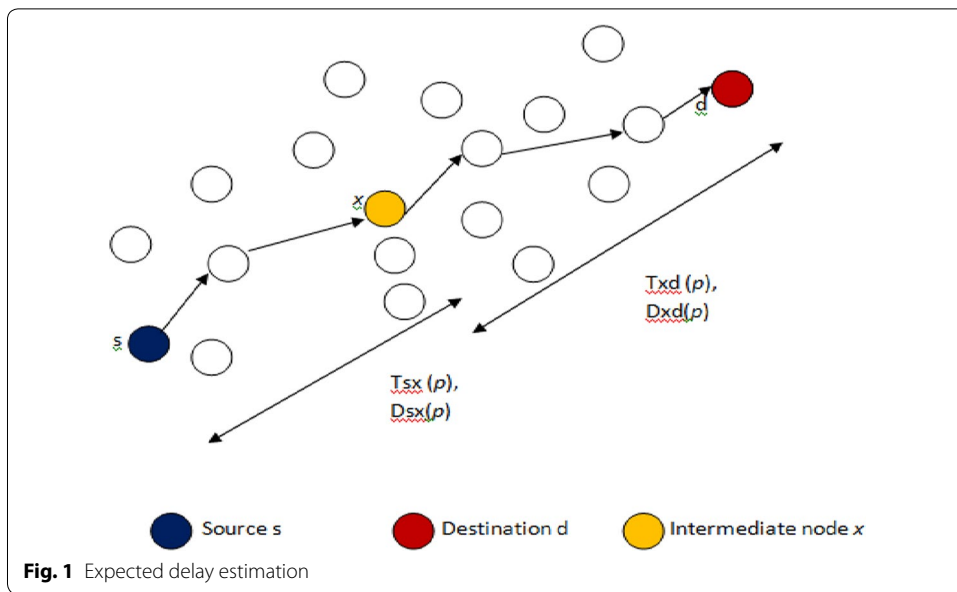 d
x
Txd (p),
Dxd(p)
s
Tsx (p),
Dsx(p)
Source s
Destination d
Intermediate node x
Fig. 1 Expected delay estimation